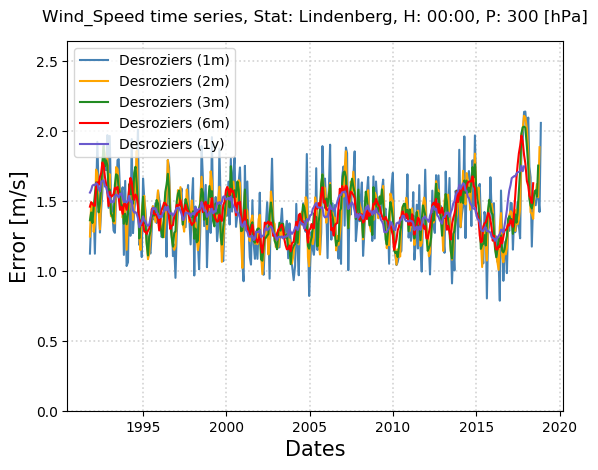 Wind_Speed time series, Stat: Lindenberg, H: 00:00, P: 300 [hPa]
Desroziers (1m)
Desroziers (2m)
Desroziers (3m)
Desroziers (6m)
Desroziers (1y)
Error [m/s]
2.5
2.0
1.5
1.0
0.5
0.0
1995 2000 2005 2010 2015 2020
Dates